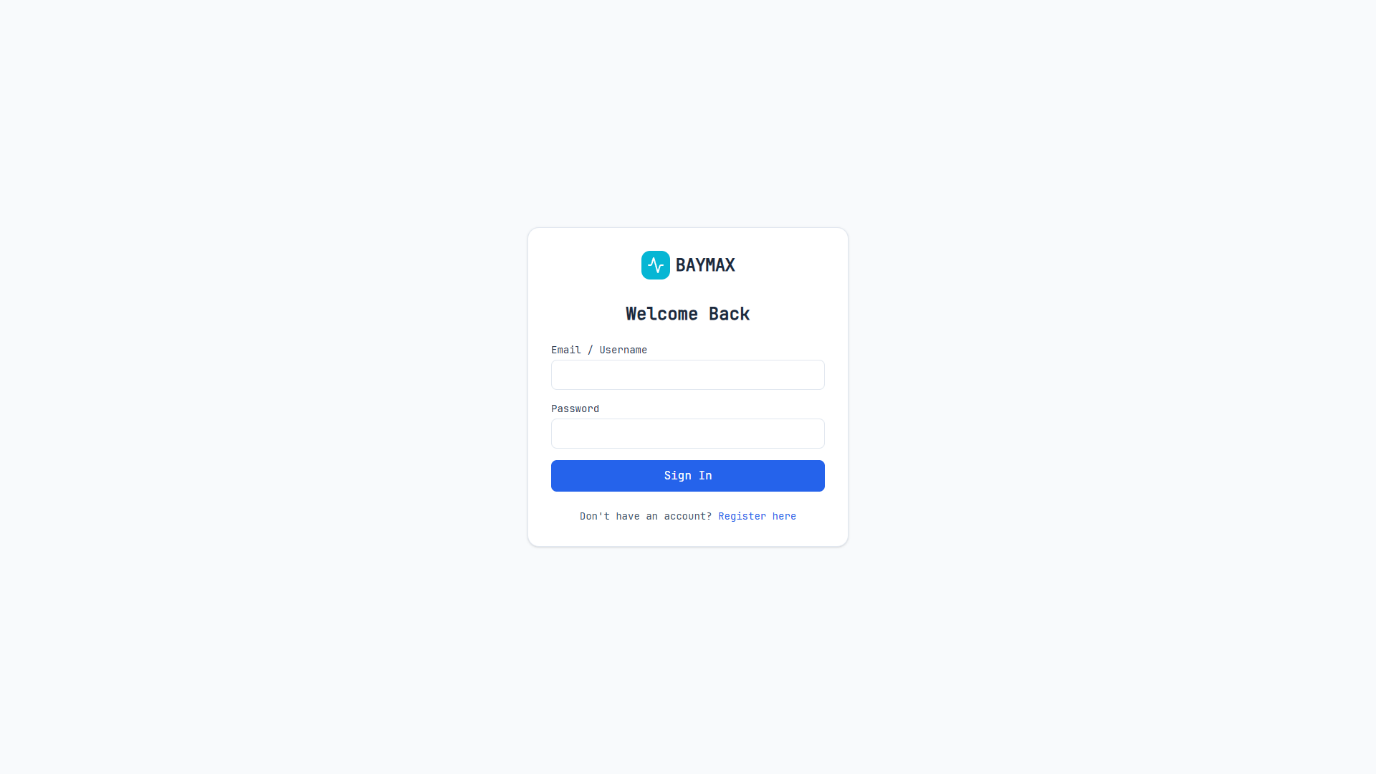 BAYMAX
Welcome Back
Email / Username
Password
Sign In
Don't have an account? Register here